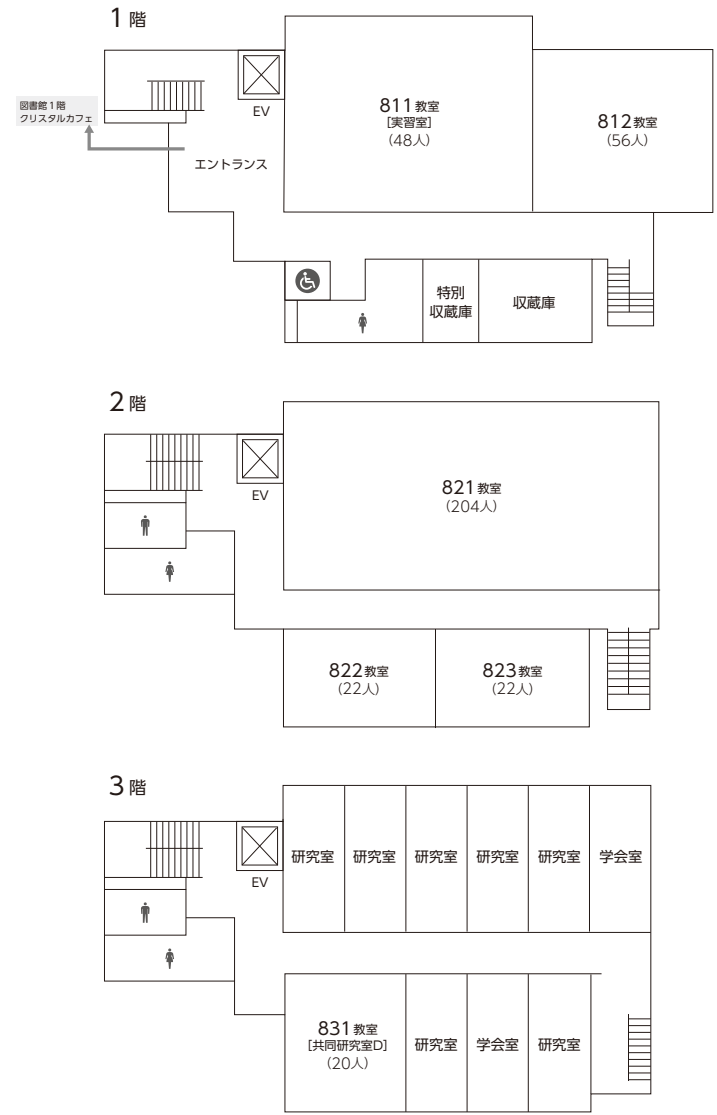 1階
図書館1階
クリスタルカフェ
EV
エントランス
811教室
[実習室]
(48人)
812教室
(56人)
特別
収蔵庫
収蔵庫
2階
EV
821教室
(204人)
822教室
(22人)
823教室
(22人)
3階
EV
研究室
研究室
研究室
研究室
研究室
学会室
831教室
[共同研究室D]
(20人)
研究室
学会室
研究室